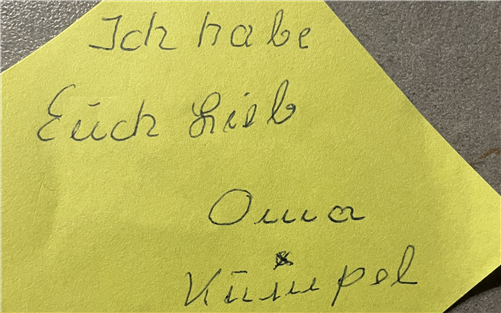 Ich habe
Euch Lieb
Oma
Kümpel